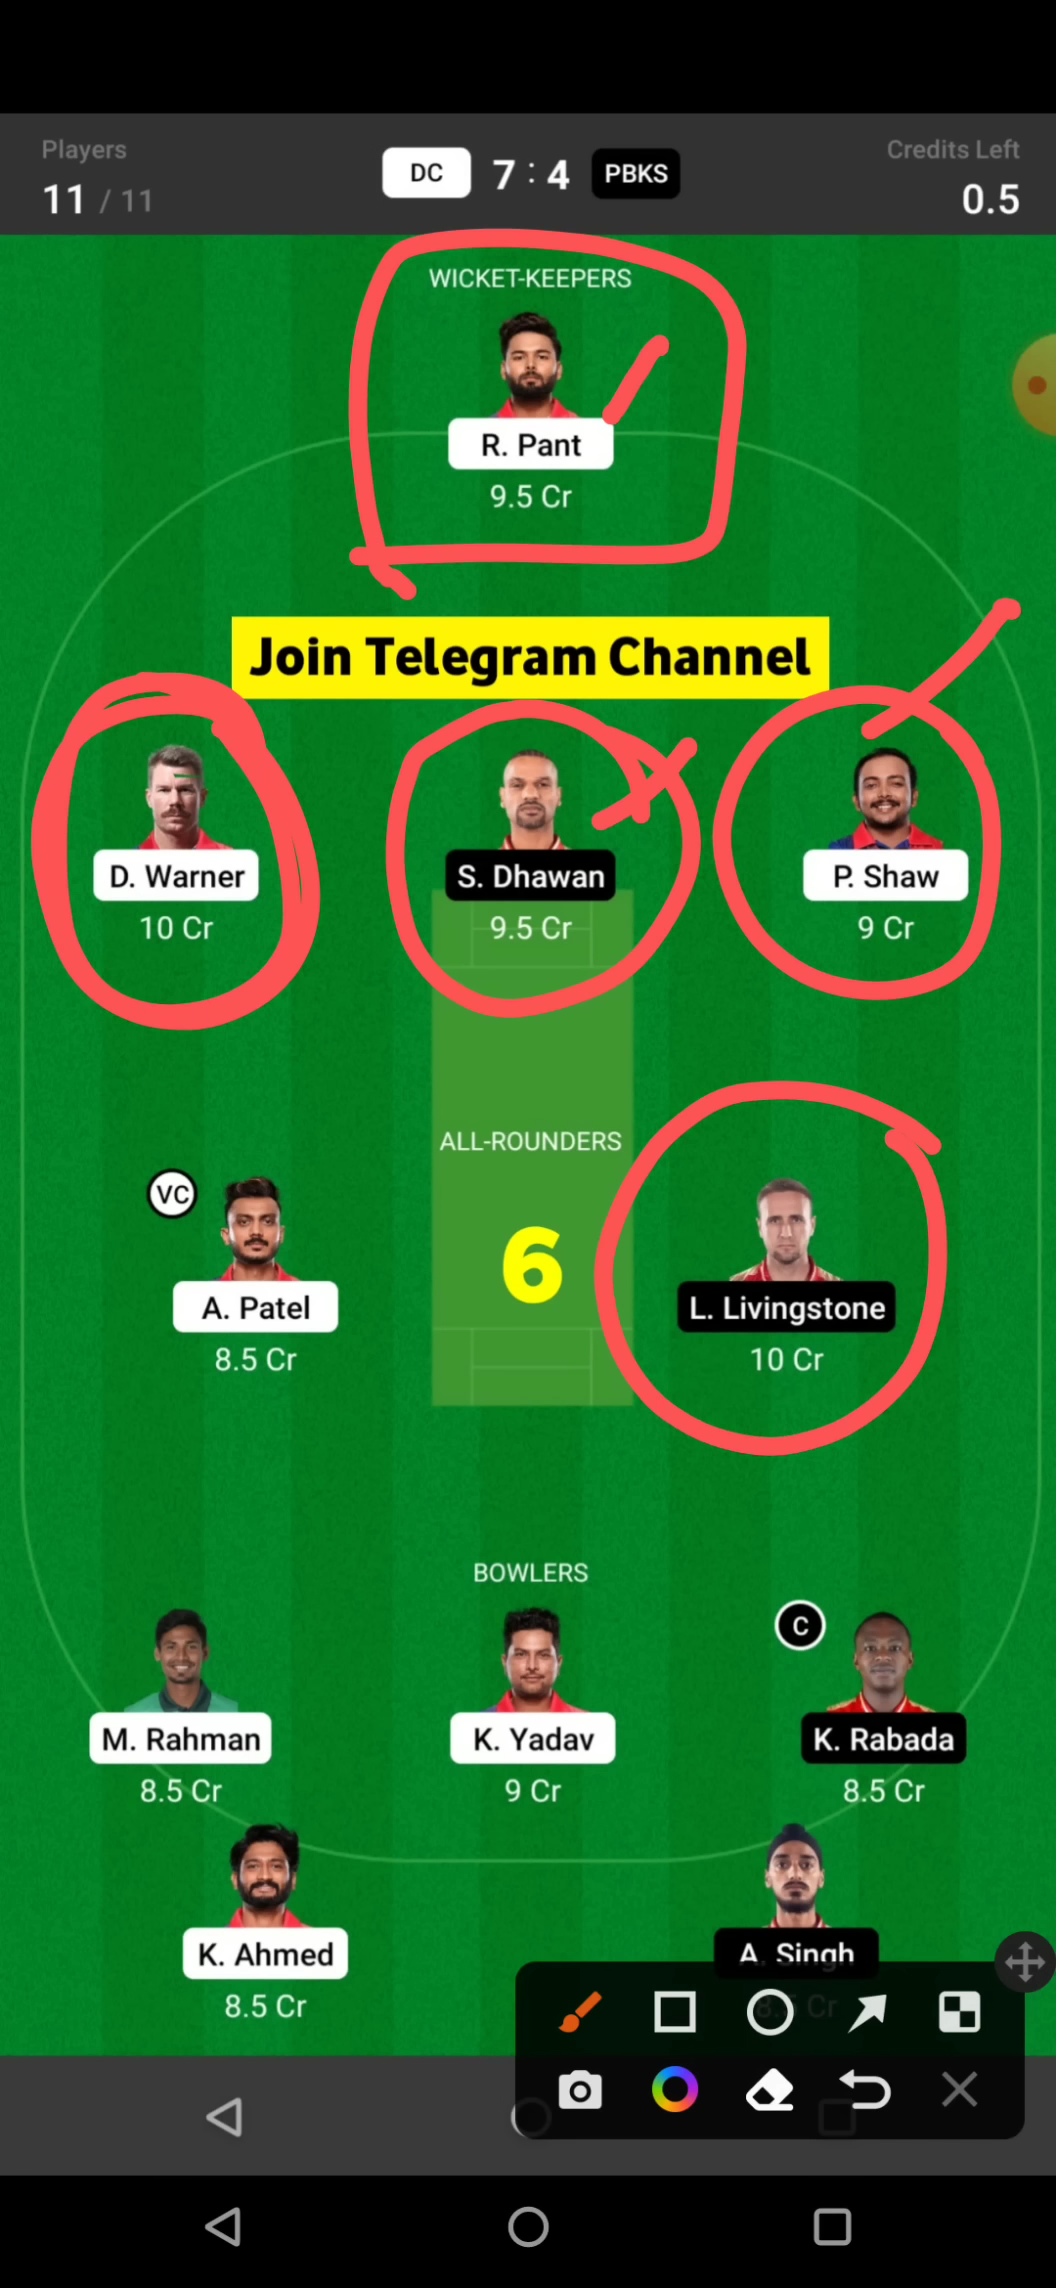 Players
DC 7 : 4 PBKS
Credits Left
11 / 11
0.5
WICKET-KEEPERS
R. Pant
9.5 Cr
Join Telegram Channel
D. Warner
10 Cr
S. Dhawan
9.5 Cr
P. Shaw
9 Cr
ALL-ROUNDERS
VC
A. Patel
8.5 Cr
6
L. Livingstone
10 Cr
BOWLERS
M. Rahman
8.5 Cr
K. Yadav
9 Cr
C
K. Rabada
8.5 Cr
K. Ahmed
8.5 Cr
A. Singh
8.5 Cr